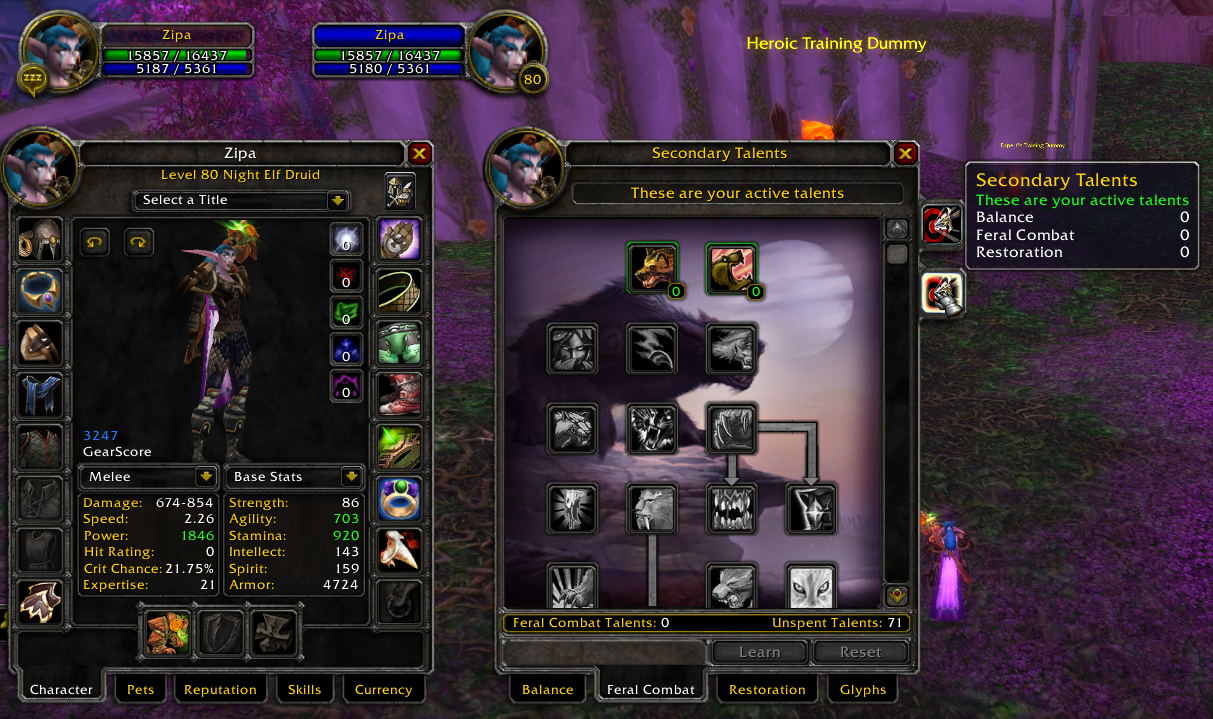 Zipa
15857 / 16437
5187 / 5361
zzz
Zipa
15857 / 16437
5180 / 5361
80
Heroic Training Dummy
Expert's Training Dummy
Zipa
Level 80 Night Elf Druid
Select a Title
0
0
0
0
0
3247
GearScore
Melee
Base Stats
Damage: 674-854
Speed: 2.26
Power: 1846
Hit Rating: 0
Crit Chance: 21.75%
Expertise: 21
Strength: 86
Agility: 703
Stamina: 920
Intellect: 143
Spirit: 159
Armor: 4724
Character
Pets
Reputation
Skills
Currency
Secondary Talents
These are your active talents
0
0
Feral Combat Talents: 0
Unspent Talents: 71
Learn
Reset
Balance
Feral Combat
Restoration
Glyphs
Secondary Talents
These are your active talents
Balance 0
Feral Combat 0
Restoration 0